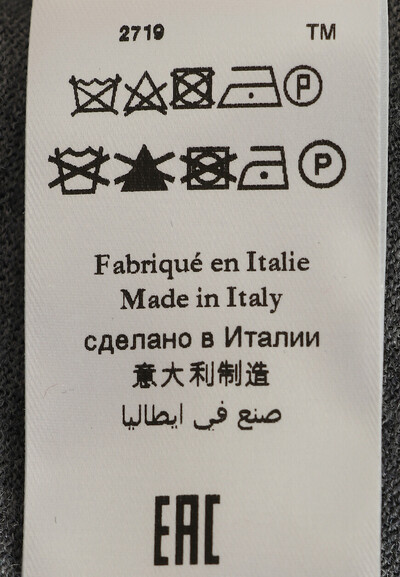 2719 TM
P
P
Fabriqué en Italie
Made in Italy
сделано в Италии
意大利制造
صنع في ايطاليا
EAC